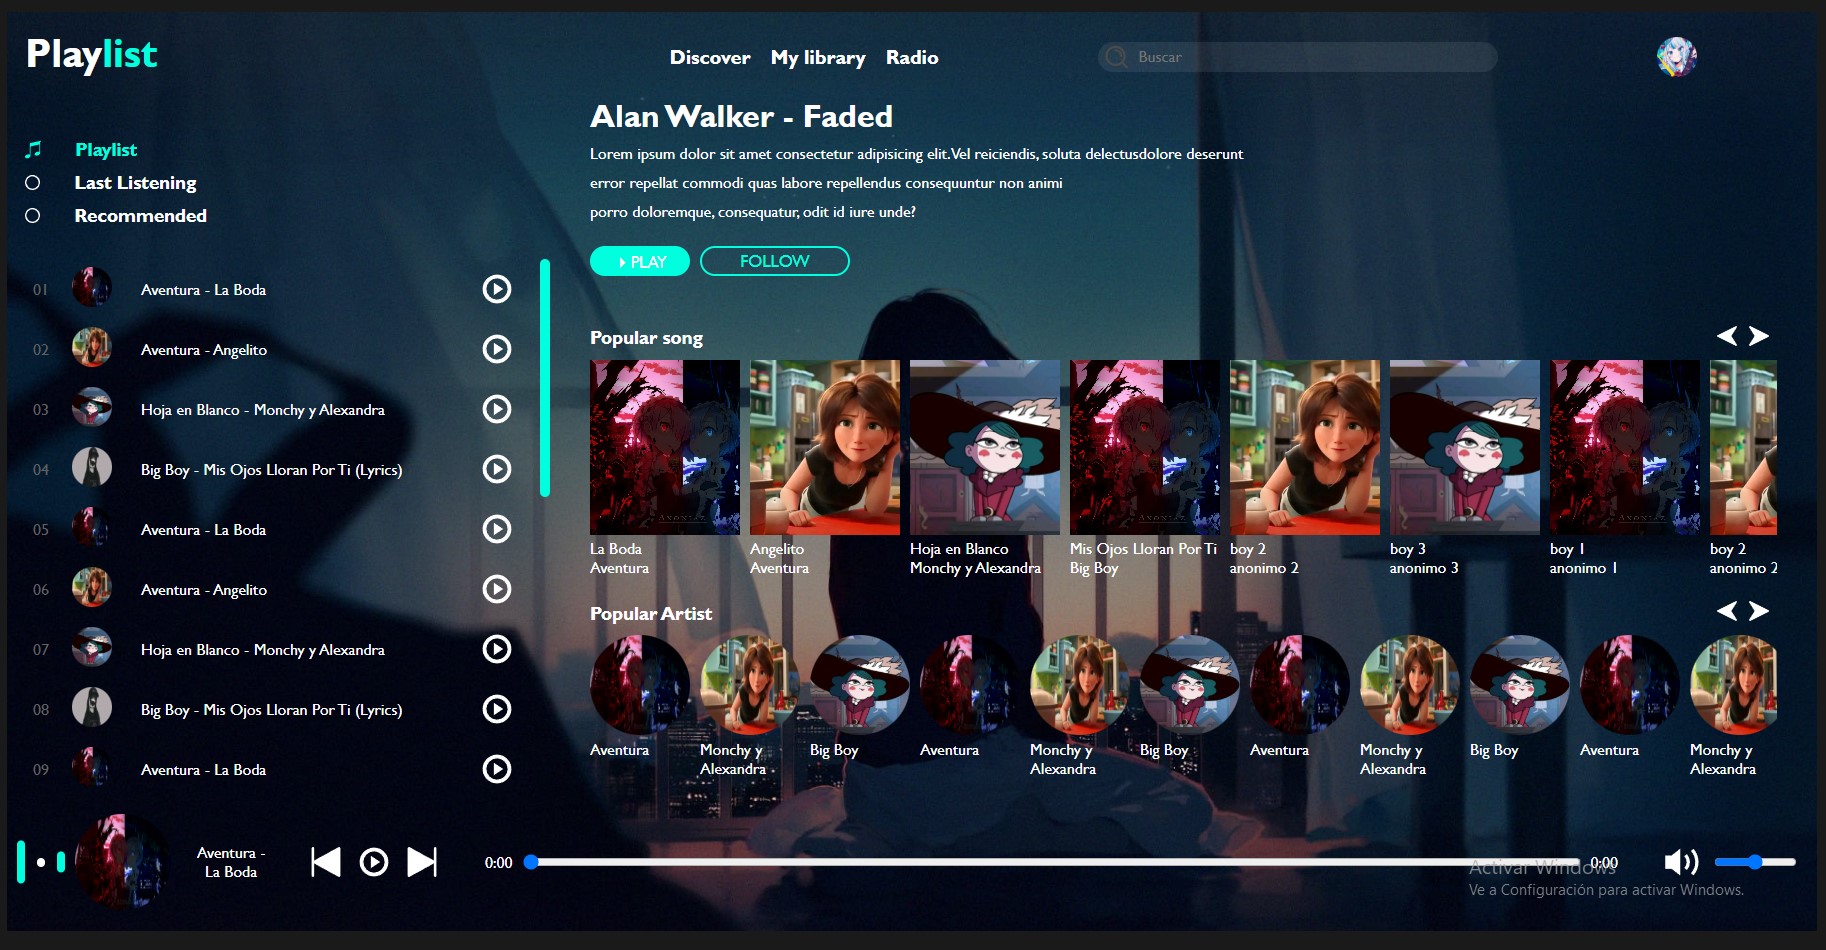 Playlist
Discover My library Radio
Buscar
Playlist
Last Listening
Recommended
01 Aventura - La Boda
02 Aventura - Angelito
03 Hoja en Blanco - Monchy y Alexandra
04 Big Boy - Mis Ojos Lloran Por Ti (Lyrics)
05 Aventura - La Boda
06 Aventura - Angelito
07 Hoja en Blanco - Monchy y Alexandra
08 Big Boy - Mis Ojos Lloran Por Ti (Lyrics)
09 Aventura - La Boda
Alan Walker - Faded
Lorem ipsum dolor sit amet consectetur adipisicing elit. Vel reiciendis, soluta delectusdolore deserunt
error repellat commodi quas labore repellendus consequuntur non animi
porro doloremque, consequatur, odit id iure unde?
PLAY FOLLOW
Popular song
La Boda
Aventura
Angelito
Aventura
Hoja en Blanco
Monchy y Alexandra
Mis Ojos Lloran Por Ti
Big Boy
boy 2
anonimo 2
boy 3
anonimo 3
boy 1
anonimo 1
boy 2
anonimo 2
Popular Artist
Aventura
Monchy y
Alexandra
Big Boy
Aventura
Monchy y
Alexandra
Big Boy
Aventura
Monchy y
Alexandra
Big Boy
Aventura
Monchy y
Alexandra
Aventura -
La Boda
0:00
0:00
Activar Windows
Ve a Configuración para activar Windows.